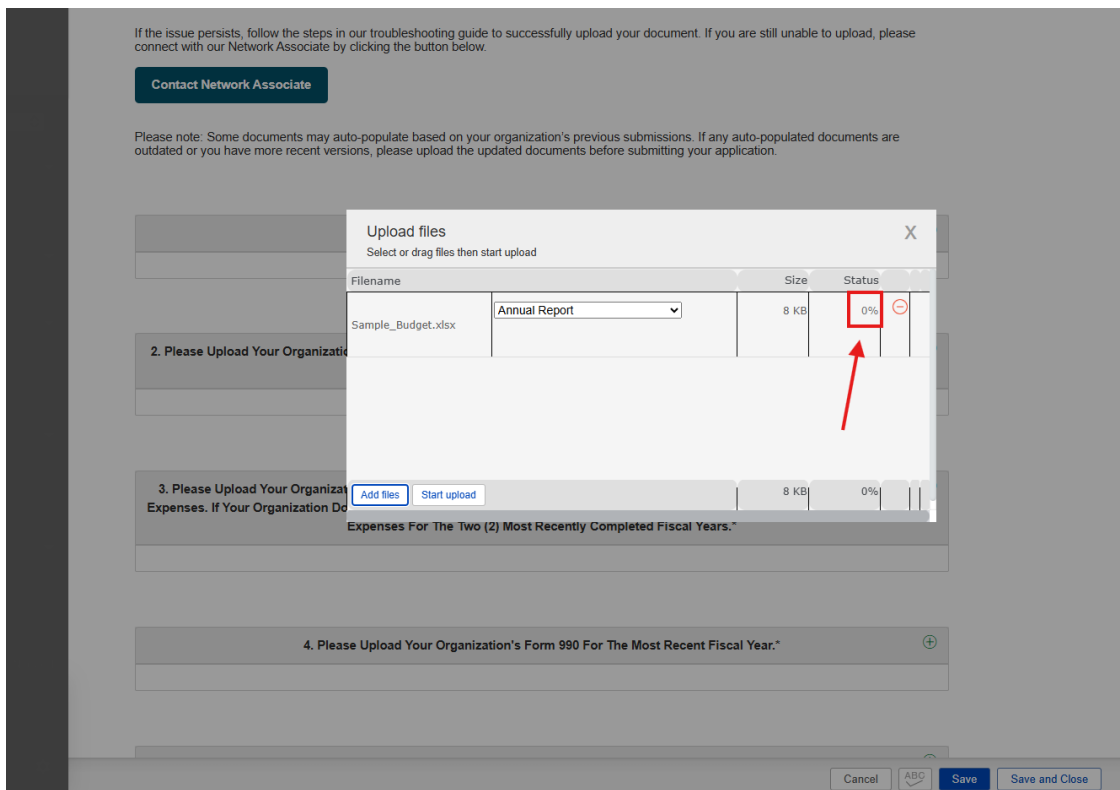 If the issue persists, follow the steps in our troubleshooting guide to successfully upload your document. If you are still unable to upload, please
connect with our Network Associate by clicking the button below.
Contact Network Associate
Please note: Some documents may auto-populate based on your organization's previous submissions. If any auto-populated documents are
outdated or you have more recent versions, please upload the updated documents before submitting your application.
Upload files
X
Select or drag files then start upload
Filename Size Status
Sample_Budget.xlsx Annual Report 8 KB 0%
2. Please Upload Your
3. Please Upload Your
Expenses. If Your Organization
Expenses For The Two (2) Most Recently Completed Fiscal Years.*
Add files Start upload 8 KB 0%
4. Please Upload Your Organization's Form 990 For The Most Recent Fiscal Year.*
Cancel ABC Save Save and Close